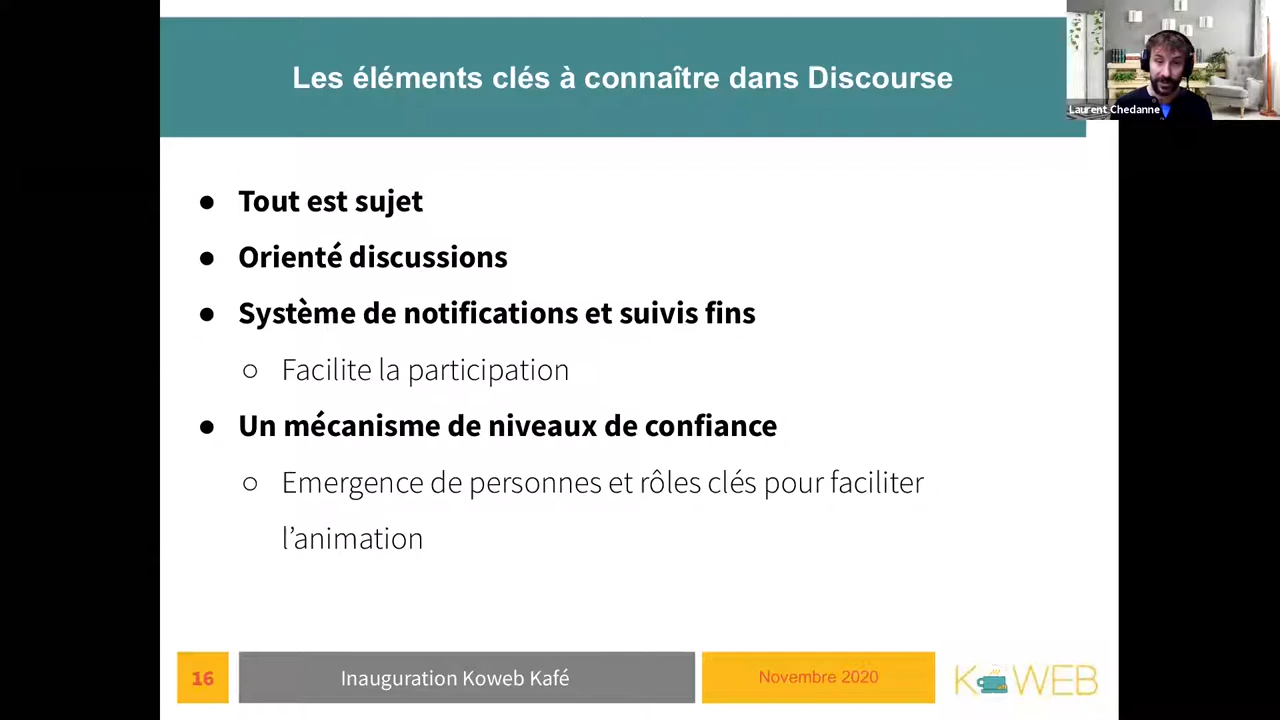 Les éléments clés à connaître dans Discourse
Laurent Chedanne
● Tout est sujet
● Orienté discussions
● Système de notifications et suivis fins
○ Facilite la participation
● Un mécanisme de niveaux de confiance
○ Emergence de personnes et rôles clés pour faciliter
l’animation
16
Inauguration Koweb Kafé
Novembre 2020
KOWEB